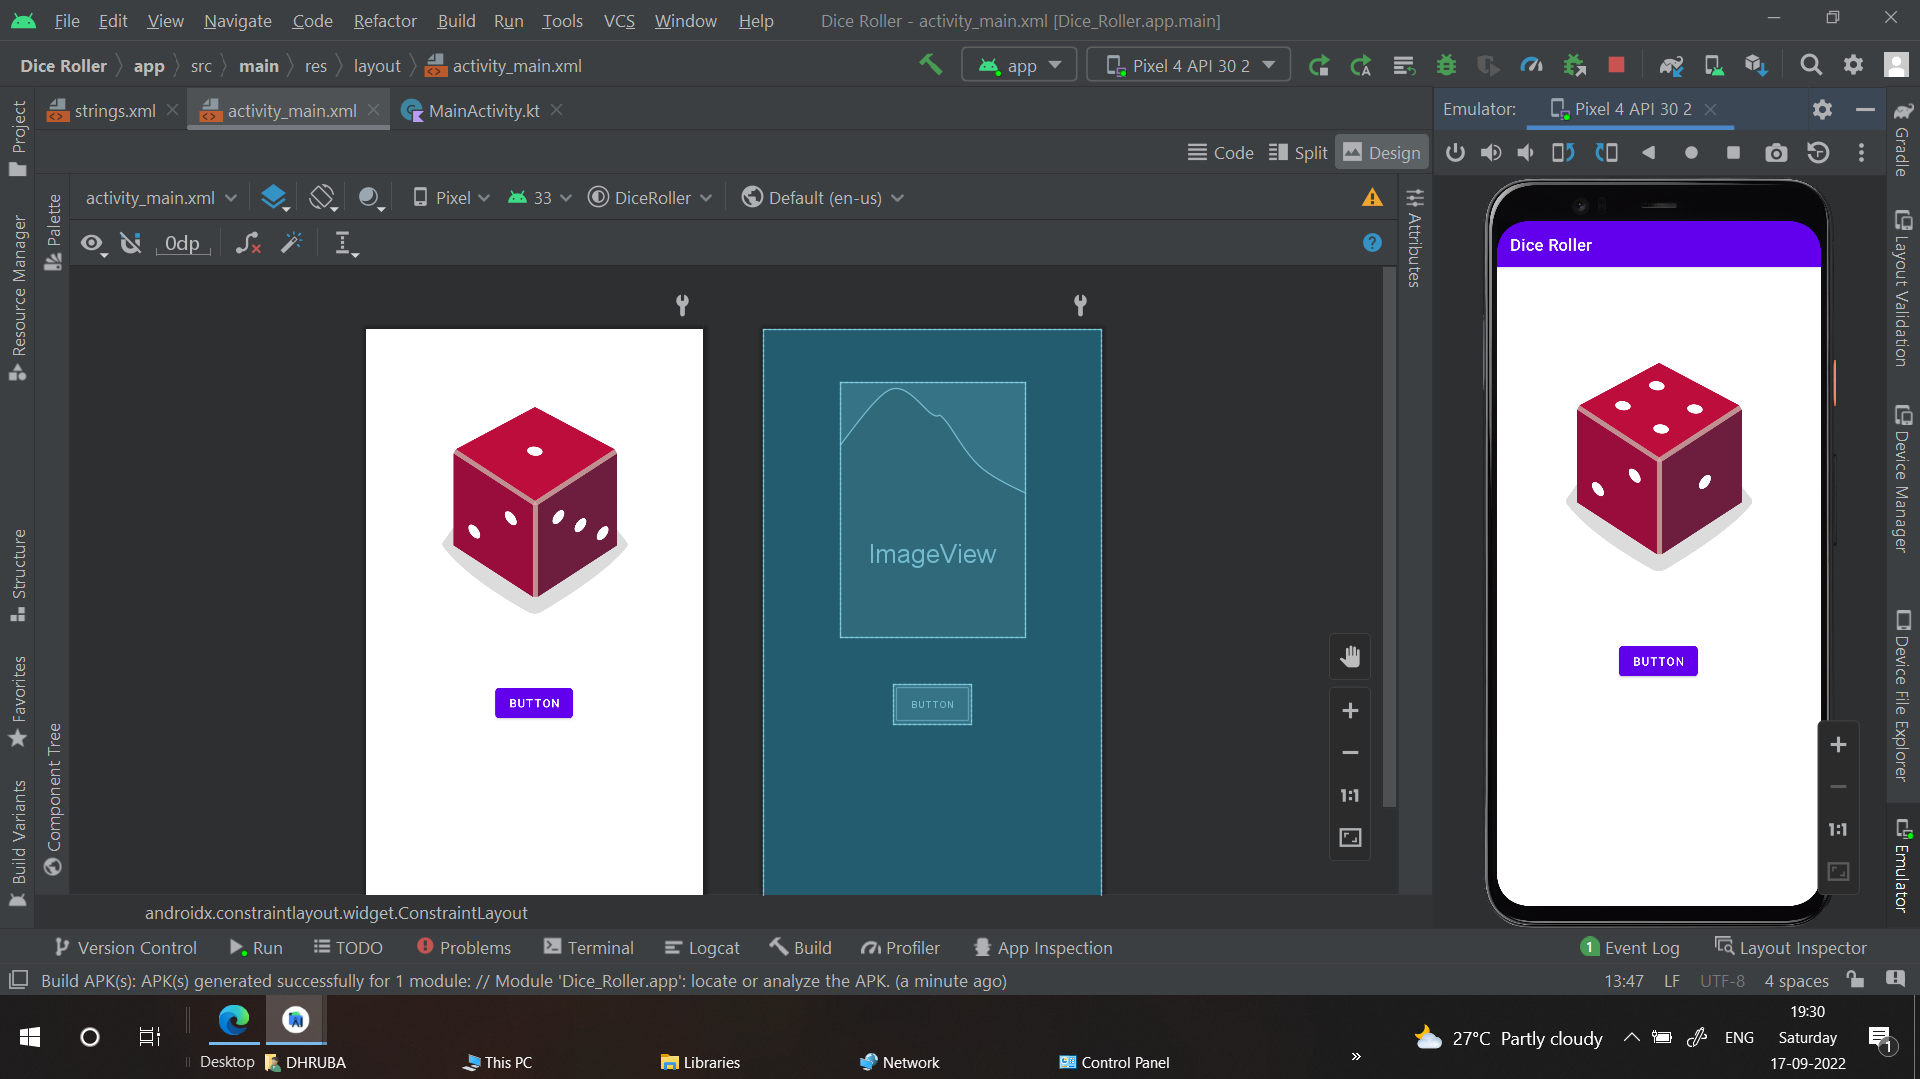 File Edit View Navigate Code Refactor Build Run Tools VCS Window Help Dice Roller - activity_main.xml [Dice_Roller.app.main]
Dice Roller app src main res layout activity_main.xml app Pixel 4 API 30 2
strings.xml activity_main.xml MainActivity.kt Emulator: Pixel 4 API 30 2
Code Split Design
activity_main.xml Pixel 33 DiceRoller Default (en-us)
0dp
Project
Resource Manager
Structure
Favorites
Build Variants
Palette
Component Tree
BUTTON
ImageView
BUTTON
1:1
Attributes
Dice Roller
BUTTON
1:1
Gradle
Layout Validation
Device Manager
Device File Explorer
Emulator
androidx.constraintlayout.widget.ConstraintLayout
Version Control Run TODO Problems Terminal Logcat Build Profiler App Inspection 1 Event Log Layout Inspector
Build APK(s): APK(s) generated successfully for 1 module: // Module 'Dice_Roller.app': locate or analyze the APK. (a minute ago) 13:47 LF UTF-8 4 spaces
Desktop DHRUBA This PC Libraries Network Control Panel »
27°C Partly cloudy ENG
19:30
Saturday
17-09-2022
1